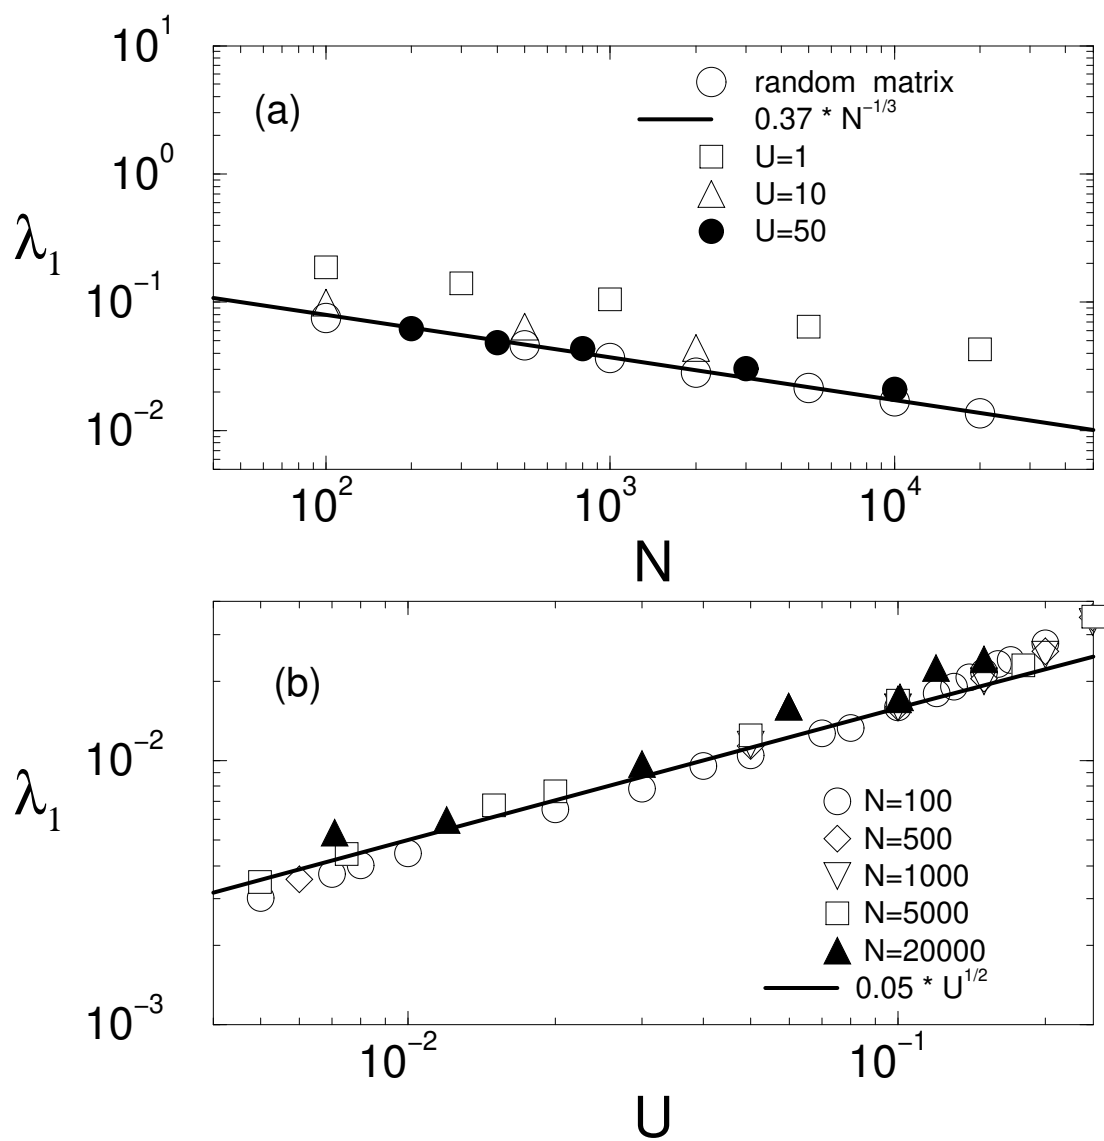 10^1
(a)
random matrix
0.37 * N^{−1/3}
10^0
U=1
U=10
λ_1
U=50
10^{−1}
10^{−2}
10^2 10^3 10^4
N
(b)
10^{−2}
λ_1
N=100
N=500
N=1000
N=5000
N=20000
0.05 * U^{1/2}
10^{−3}
10^{−2} 10^{−1}
U